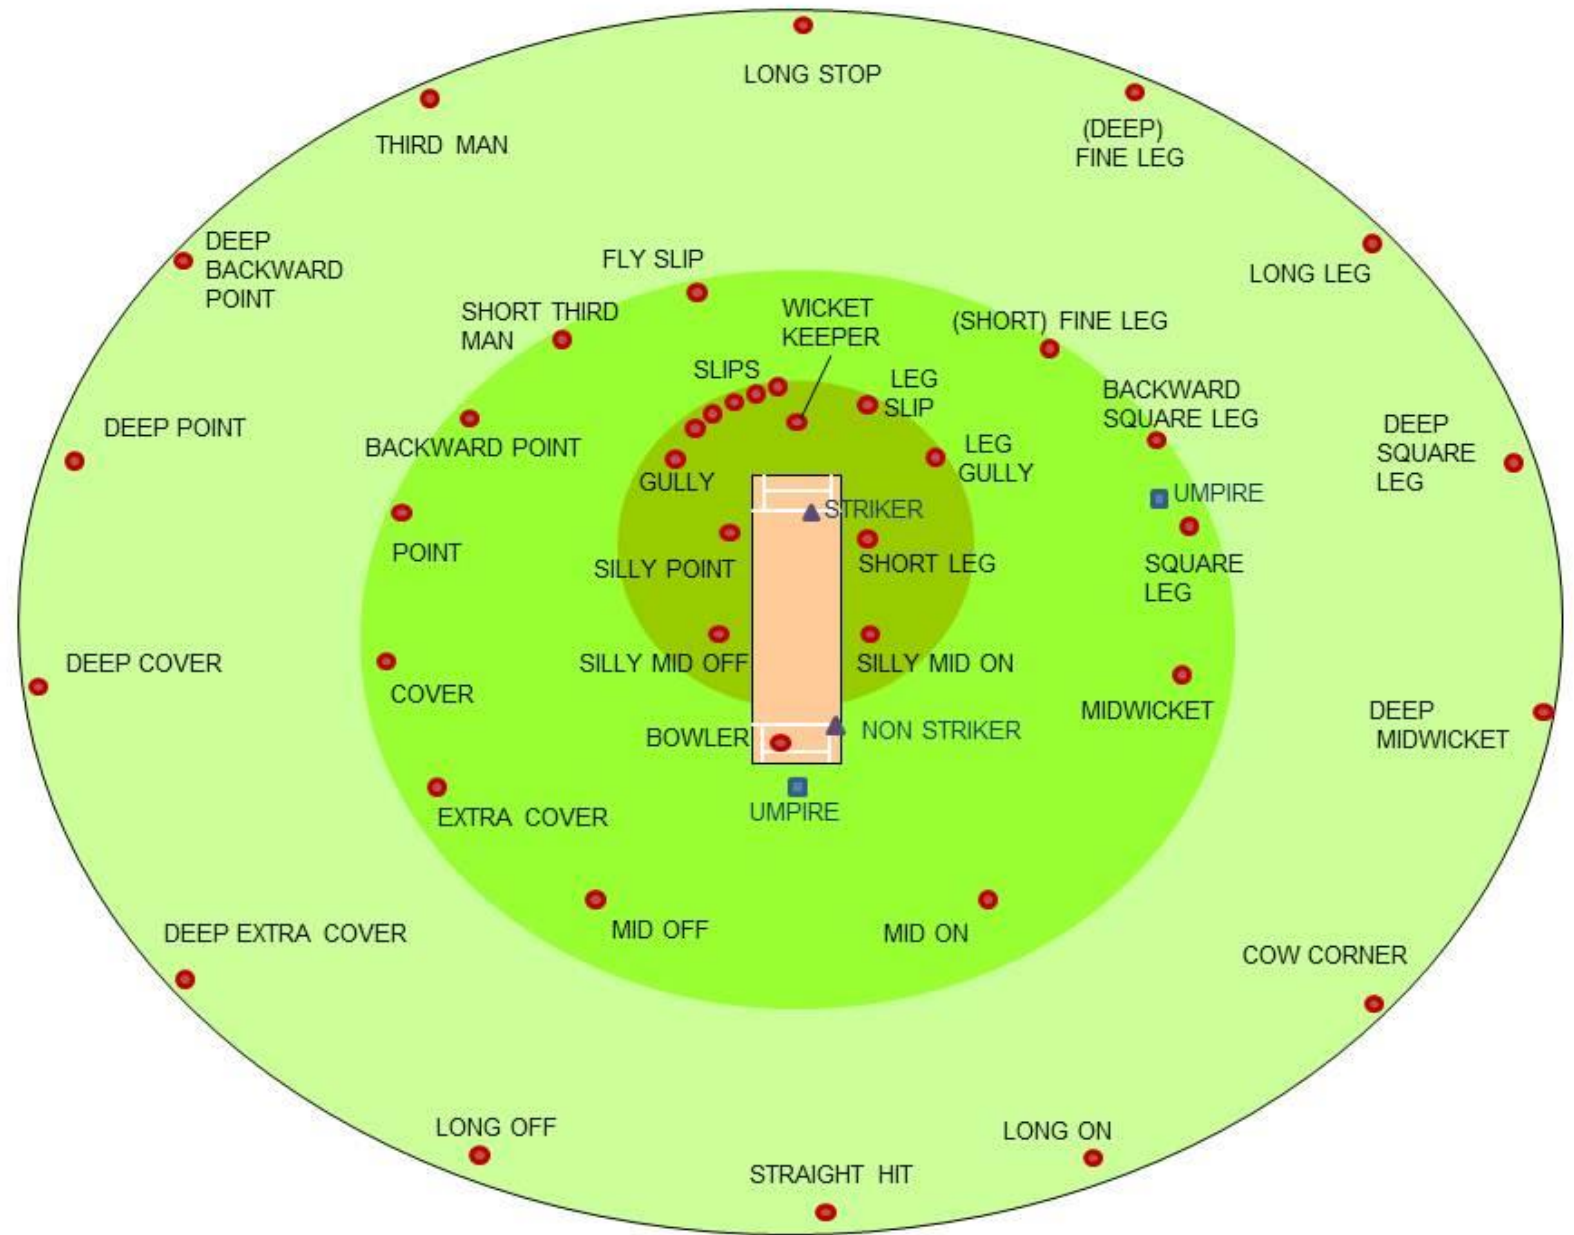 LONG STOP
THIRD MAN
(DEEP)
FINE LEG
DEEP
BACKWARD
POINT
FLY SLIP
LONG LEG
SHORT THIRD
MAN
WICKET
KEEPER
(SHORT) FINE LEG
SLIPS
LEG
SLIP
BACKWARD
SQUARE LEG
DEEP POINT
BACKWARD POINT
LEG
GULLY
DEEP
SQUARE
LEG
GULLY
UMPIRE
STRIKER
POINT
SILLY POINT
SHORT LEG
SQUARE
LEG
DEEP COVER
COVER
SILLY MID OFF
SILLY MID ON
MIDWICKET
DEEP
MIDWICKET
BOWLER
NON STRIKER
UMPIRE
EXTRA COVER
MID OFF
MID ON
DEEP EXTRA COVER
COW CORNER
LONG OFF
LONG ON
STRAIGHT HIT